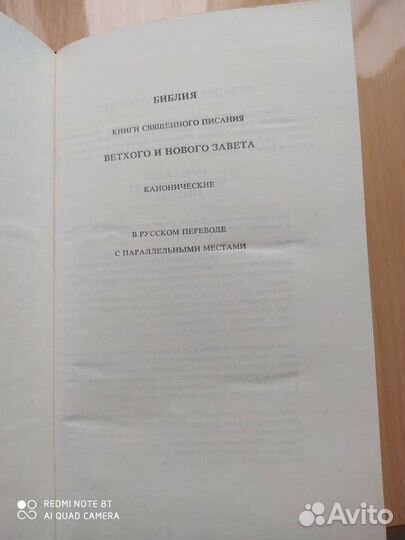 БИБЛИЯ
КНИГИ СВЯЩЕННОГО ПИСАНИЯ
ВЕТХОГО И НОВОГО ЗАВЕТА
КАНОНИЧЕСКИЕ
В РУССКОМ ПЕРЕВОДЕ
С ПАРАЛЛЕЛЬНЫМИ МЕСТАМИ
REDMI NOTE 8T
AI QUAD CAMERA
Avito